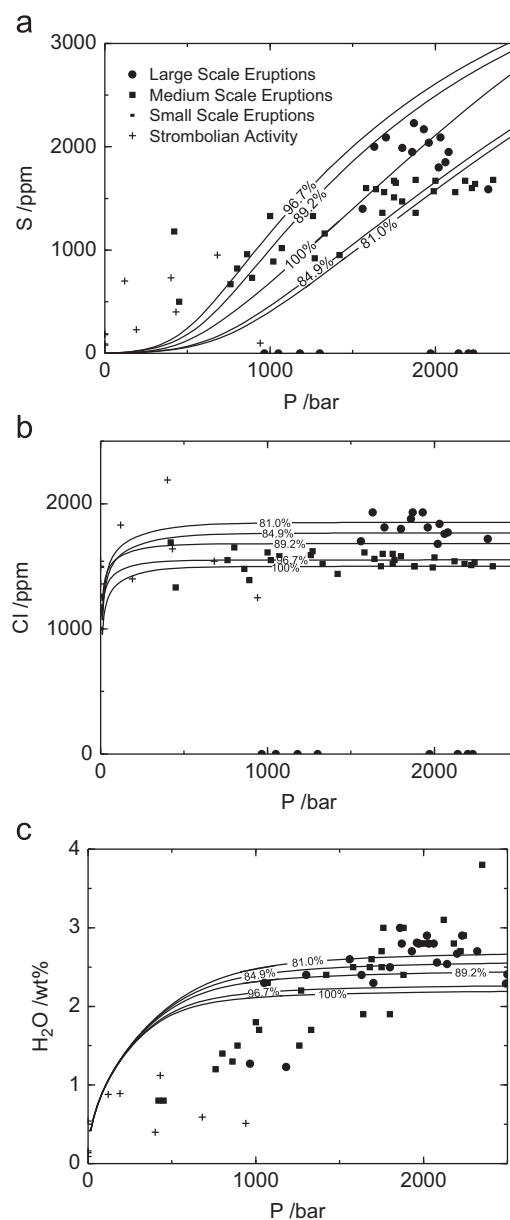 a
3000
2000
1000
0
S /ppm
Large Scale Eruptions
Medium Scale Eruptions
Small Scale Eruptions
Strombolian Activity
96.7%
89.2%
100%
84.9%
81.0%
0 1000 2000
P /bar
b
2000
1000
0
Cl /ppm
81.0%
84.9%
89.2%
96.7%
100%
0 1000 2000
P /bar
c
4
3
2
1
0
H₂O /wt%
81.0%
84.9%
89.2%
96.7%
100%
0 1000 2000
P /bar